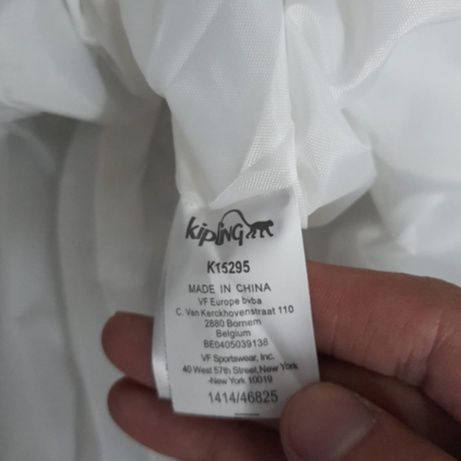 kipling
K15295
MADE IN CHINA
VF Europe bvba
C. Van Kerckhovenstraat 110
2880 Bornem
Belgium
BE0405039138
VF Sportswear, Inc.
40 West 57th Street,New York
New York 10019
1414/46825